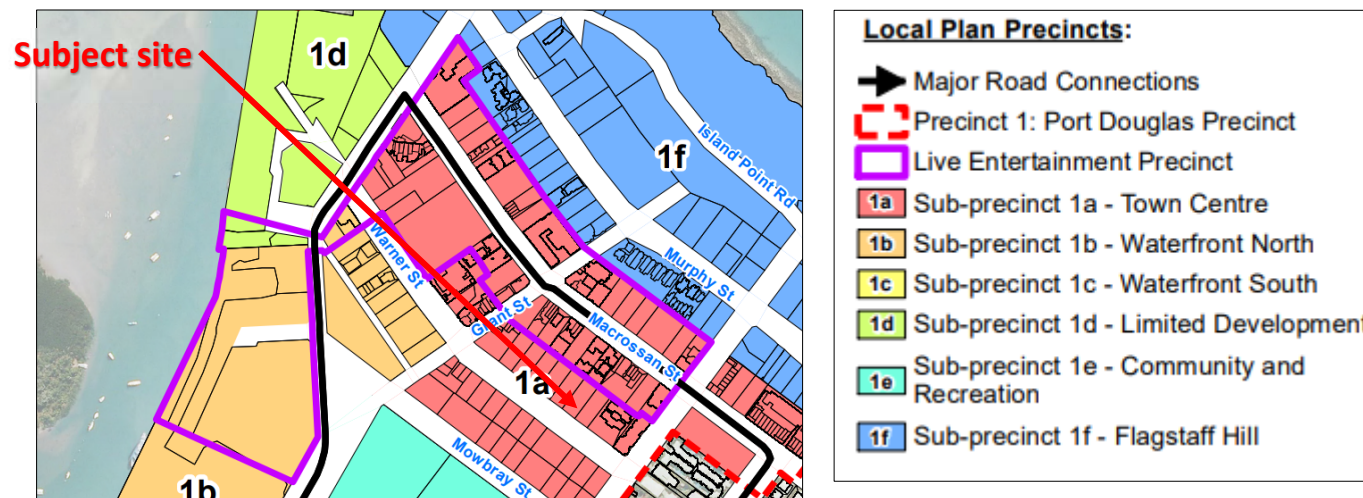 Subject site
1d
1f
Island Point Rd
Warner St
Murphy St
Grant St
Macrossan St
1a
Mowbray St
1b
Local Plan Precincts:
Major Road Connections
Precinct 1: Port Douglas Precinct
Live Entertainment Precinct
1a Sub-precinct 1a - Town Centre
1b Sub-precinct 1b - Waterfront North
1c Sub-precinct 1c - Waterfront South
1d Sub-precinct 1d - Limited Development
1e Sub-precinct 1e - Community and
Recreation
1f Sub-precinct 1f - Flagstaff Hill